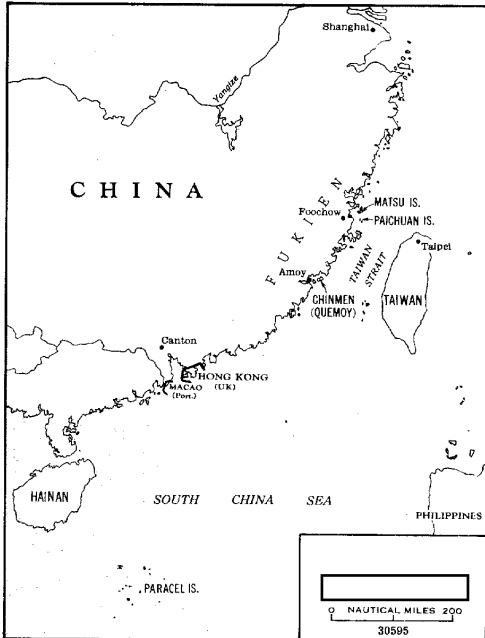 Shanghai
Yangtze
CHINA
FUKIEN
MATSU IS.
Foochow
PAICHUAN IS.
Taipei
TAIWAN
STRAIT
Amoy
CHINMEN
(QUEMOY)
TAIWAN
Canton
HONG KONG
(UK)
MACAO
(Port.)
HAINAN
SOUTH CHINA SEA
PHILIPPINES
PARACEL IS.
0 NAUTICAL MILES 200
30595